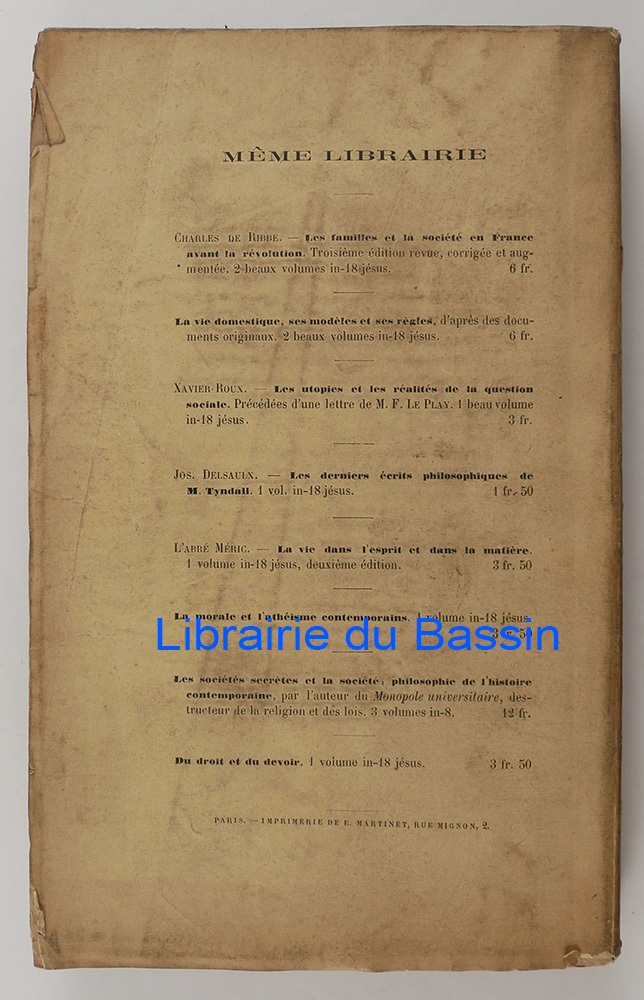 MÊME LIBRAIRIE
CHARLES DE RIBBE. — Les familles et la société en France
avant la révolution. Troisième édition revue, corrigée et aug-
mentée. 2 beaux volumes in-18 jésus. 6 fr.
La vie domestique, ses modèles et ses règles, d'après des docu-
ments originaux. 2 beaux volumes in-18 jésus. 6 fr.
XAVIER-ROUX. — Les utopies et les réalités de la question
sociale. Précédées d'une lettre de M. F. LE PLAY. 1 beau volume
in-18 jésus. 3 fr.
JOS. DELSAULX. — Les derniers écrits philosophiques de
M. Tyndall. 1 vol. in-18 jésus. 1 fr. 50
L'ABBÉ MÉRIC. — La vie dans l'esprit et dans la matière.
1 volume in-18 jésus, deuxième édition. 3 fr. 50
La morale et l'athéisme contemporains. 1 volume in-18 jésus.
3 fr. 50
Librairie du Bassin
Les sociétés secrètes et la société; philosophie de l'histoire
contemporaine, par l'auteur du Monopole universitaire, des-
tructeur de la religion et des lois. 3 volumes in-8. 12 fr.
Du droit et du devoir. 1 volume in-18 jésus. 3 fr. 50
PARIS. — IMPRIMERIE DE E. MARTINET, RUE MIGNON, 2.